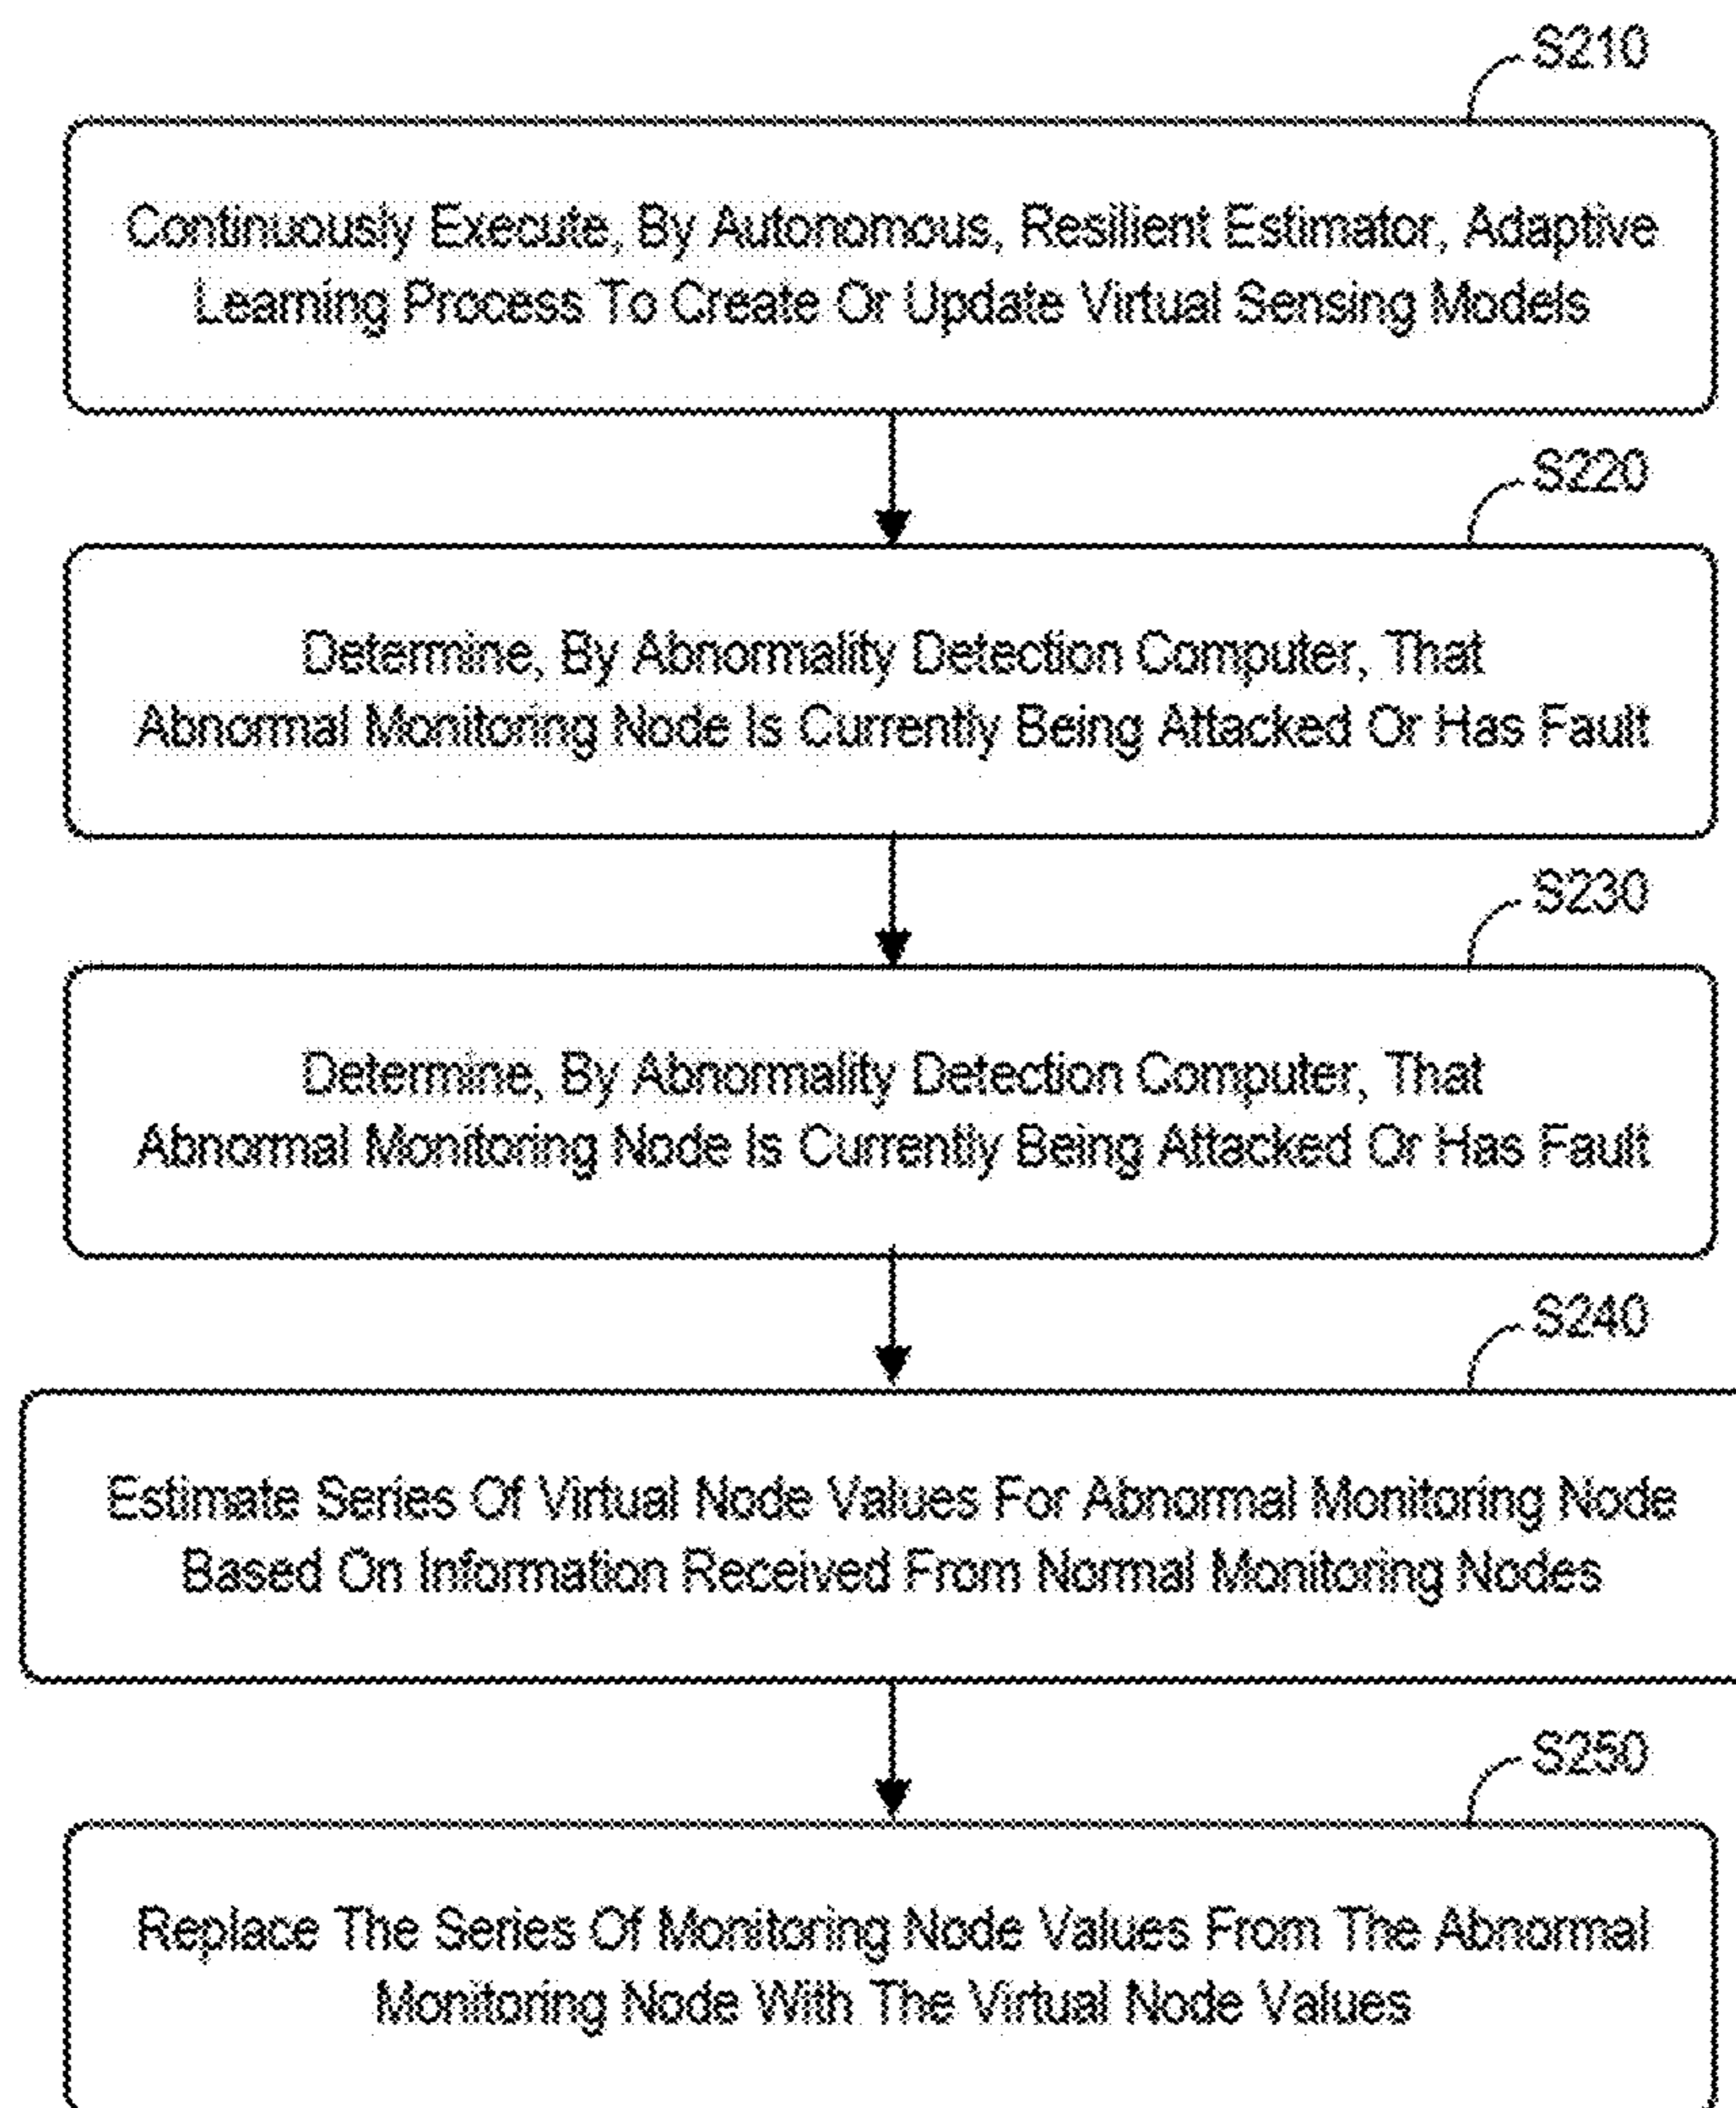 S210
Continuously Execute, By Autonomous, Resilient Estimator, Adaptive
Learning Process To Create Or Update Virtual Sensing Models
S220
Determine, By Abnormality Detection Computer, That
Abnormal Monitoring Node Is Currently Being Attacked Or Has Fault
S230
Determine, By Abnormality Detection Computer, That
Abnormal Monitoring Node Is Currently Being Attacked Or Has Fault
S240
Estimate Series Of Virtual Node Values For Abnormal Monitoring Node
Based On Information Received From Normal Monitoring Nodes
S250
Replace The Series Of Monitoring Node Values From The Abnormal
Monitoring Node With The Virtual Node Values